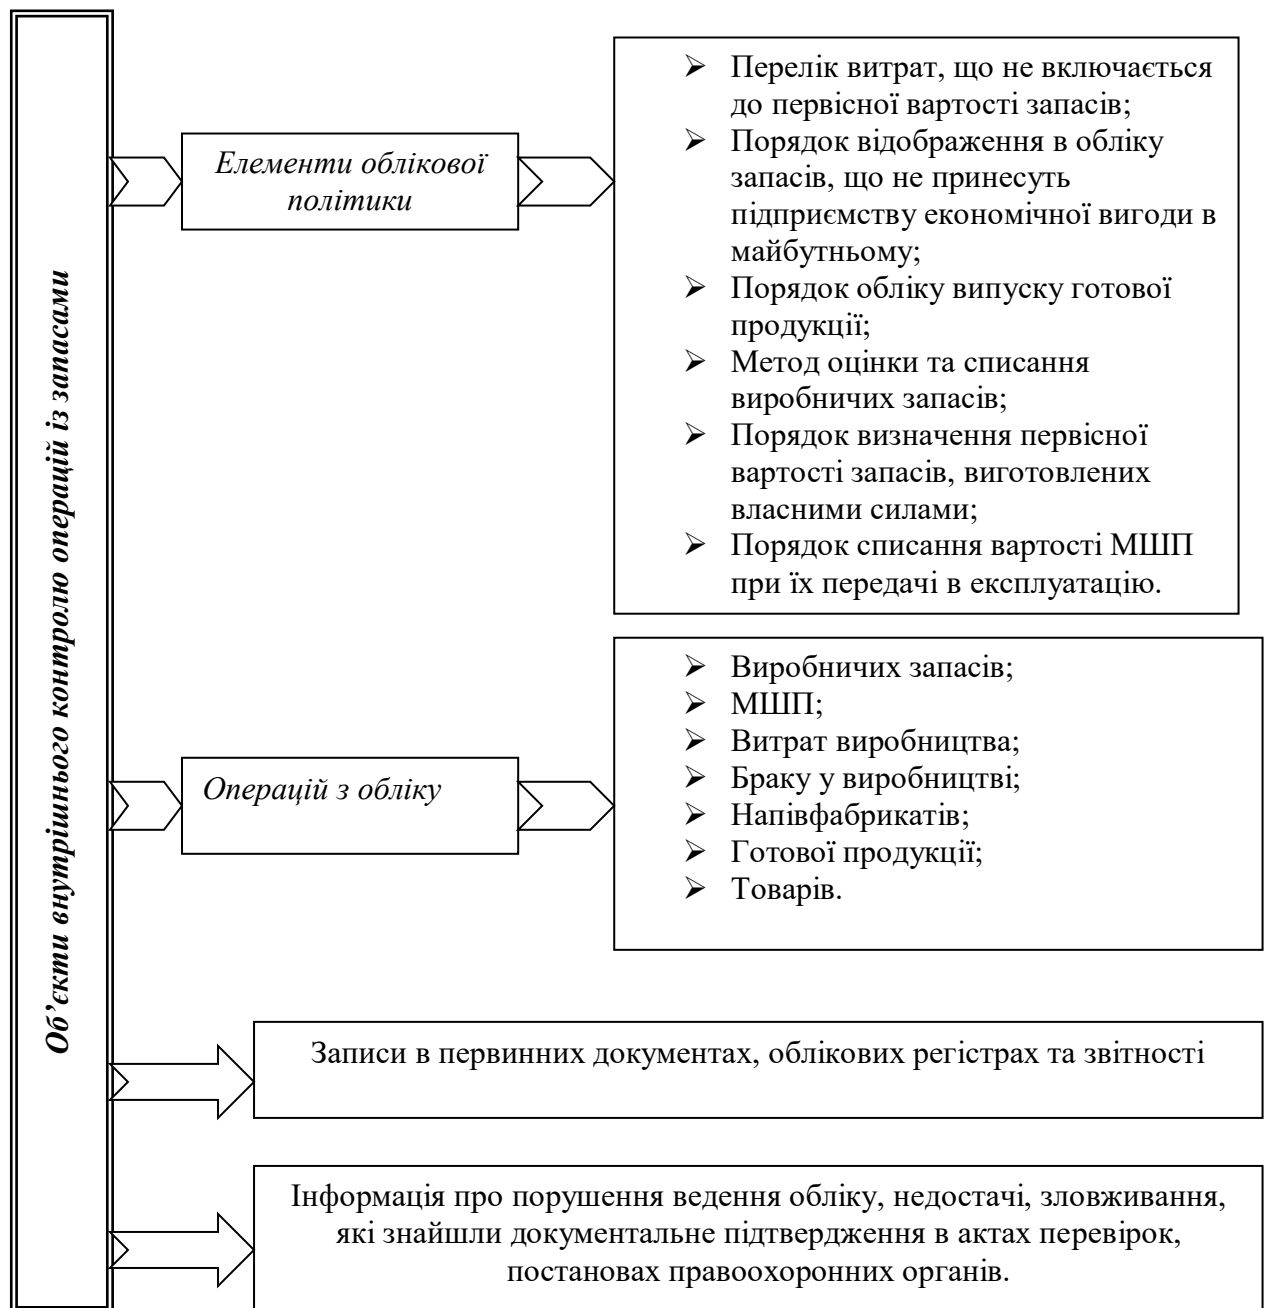 Об’єкти внутрішнього контролю операцій із запасами
Елементи облікової
політики
➢ Перелік витрат, що не включається
до первісної вартості запасів;
➢ Порядок відображення в обліку
запасів, що не принесуть
підприємству економічної вигоди в
майбутньому;
➢ Порядок обліку випуску готової
продукції;
➢ Метод оцінки та списання
виробничих запасів;
➢ Порядок визначення первісної
вартості запасів, виготовлених
власними силами;
➢ Порядок списання вартості МШП
при їх передачі в експлуатацію.
Операцій з обліку
➢ Виробничих запасів;
➢ МШП;
➢ Витрат виробництва;
➢ Браку у виробництві;
➢ Напівфабрикатів;
➢ Готової продукції;
➢ Товарів.
Записи в первинних документах, облікових регістрах та звітності
Інформація про порушення ведення обліку, недостачі, зловживання,
які знайшли документальне підтвердження в актах перевірок,
постановах правоохоронних органів.